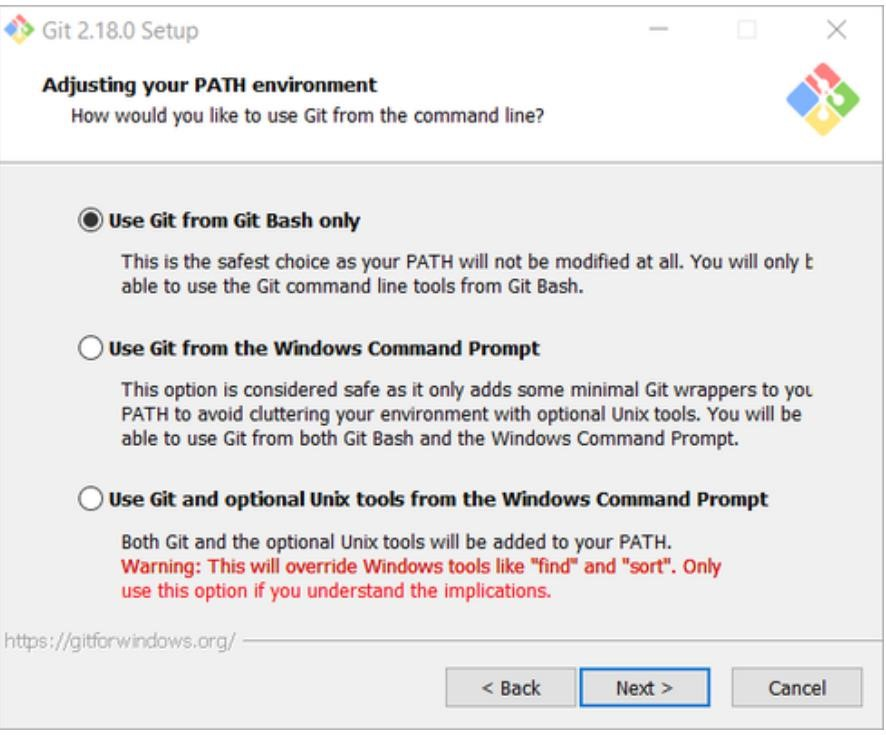 Git 2.18.0 Setup
Adjusting your PATH environment
How would you like to use Git from the command line?
Use Git from Git Bash only
This is the safest choice as your PATH will not be modified at all. You will only
able to use the Git command line tools from Git Bash.
Use Git from the Windows Command Prompt
This option is considered safe as it only adds some minimal Git wrappers to you
PATH to avoid cluttering your environment with optional Unix tools. You will be
able to use Git from both Git Bash and the Windows Command Prompt.
Use Git and optional Unix tools from the Windows Command Prompt
Both Git and the optional Unix tools will be added to your PATH.
Warning: This will override Windows tools like "find" and "sort". Only
use this option if you understand the implications.
https://gitforwindows.org/
< Back
Next >
Cancel